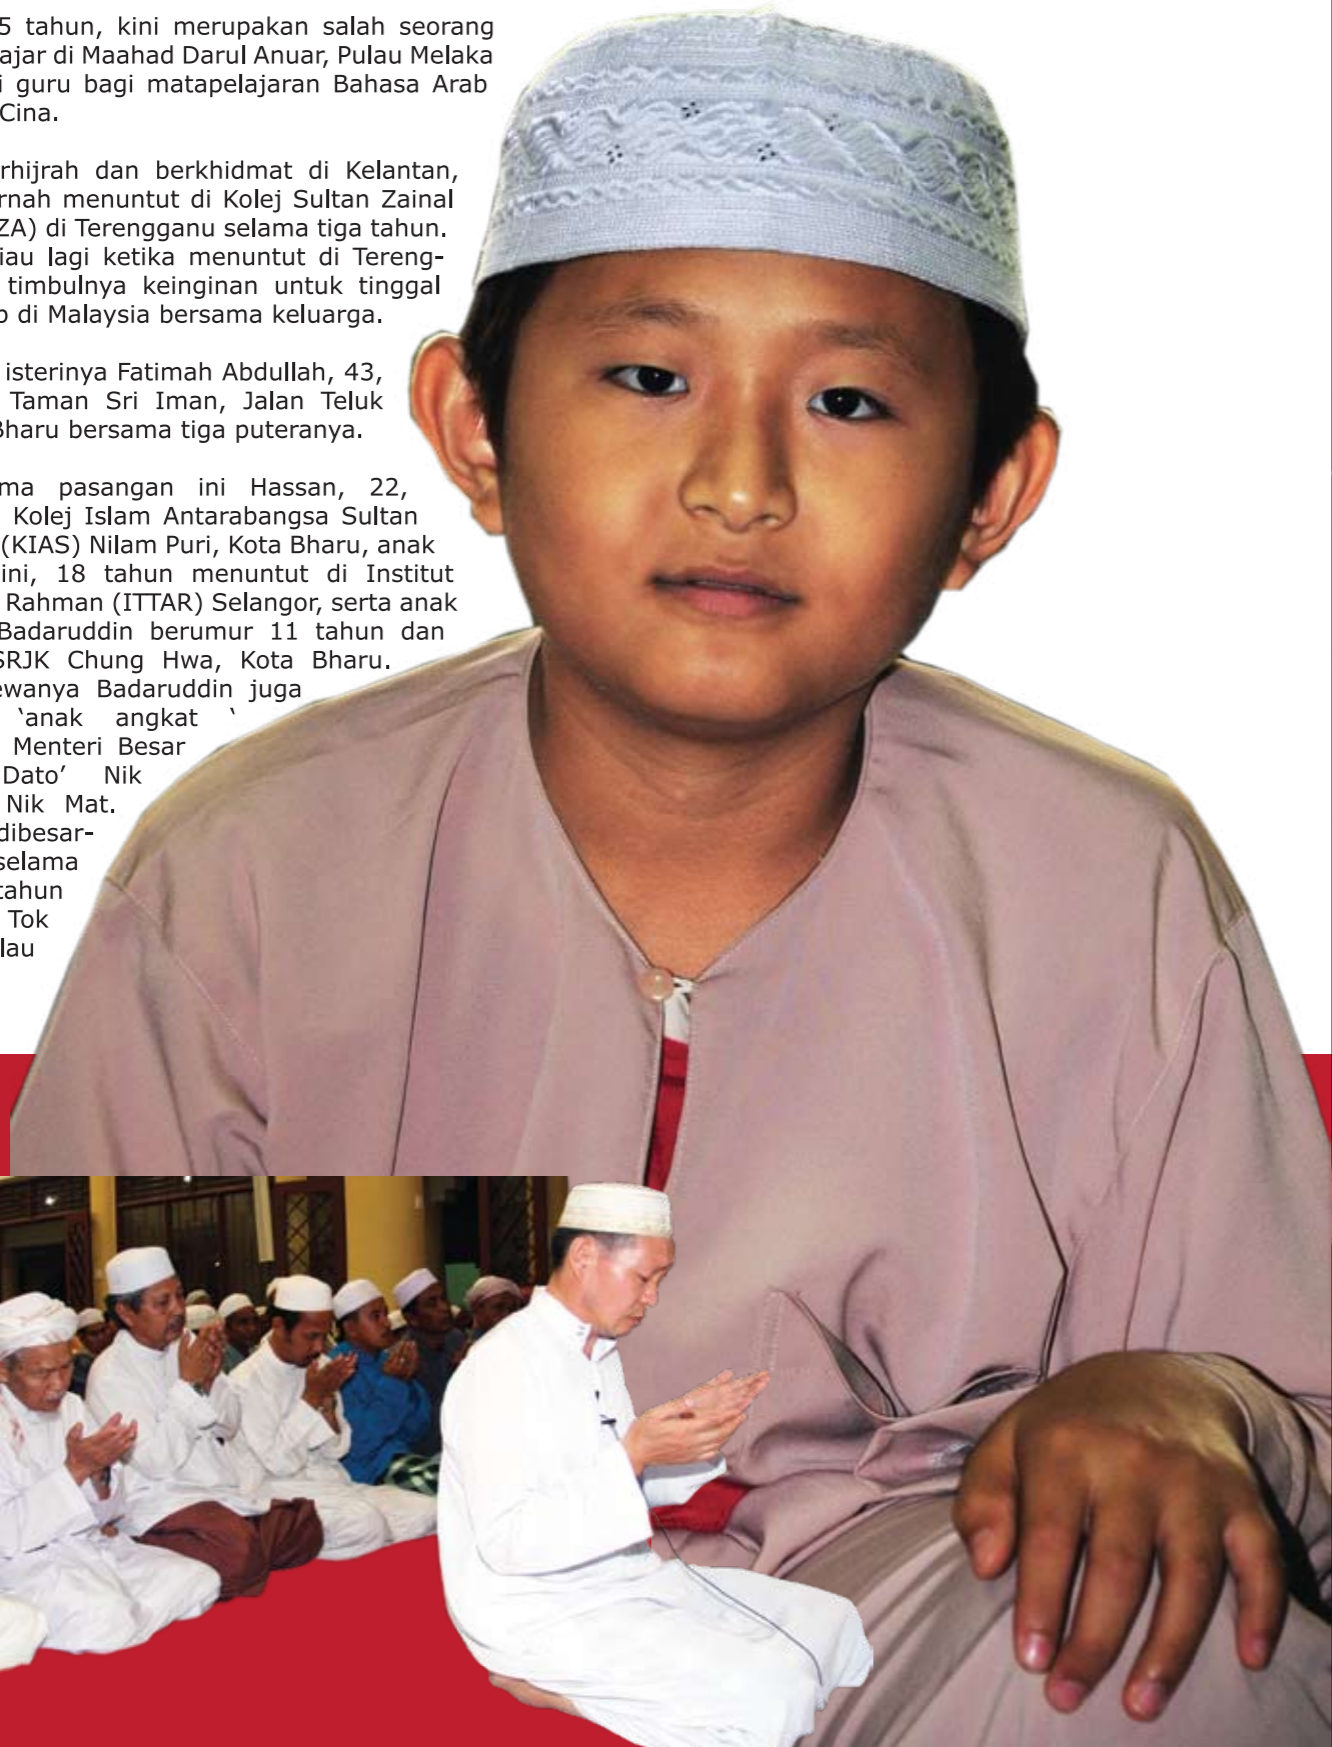 5 tahun, kini merupakan salah seorang
ajar di Maahad Darul Anuar, Pulau Melaka
i guru bagi matapelajaran Bahasa Arab
Cina.
rhijrah dan berkhidmat di Kelantan,
rnah menuntut di Kolej Sultan Zainal
ZA) di Terengganu selama tiga tahun.
iau lagi ketika menuntut di Tereng-
timbulnya keinginan untuk tinggal
p di Malaysia bersama keluarga.
isterinya Fatimah Abdullah, 43,
Taman Sri Iman, Jalan Teluk
Bharu bersama tiga puteranya.
ma pasangan ini Hassan, 22,
Kolej Islam Antarabangsa Sultan
(KIAS) Nilam Puri, Kota Bharu, anak
ini, 18 tahun menuntut di Institut
Rahman (ITTAR) Selangor, serta anak
Badaruddin berumur 11 tahun dan
SRJK Chung Hwa, Kota Bharu.
ewanya Badaruddin juga
‘anak angkat ‘
Menteri Besar
Dato’ Nik
Nik Mat.
dibesar-
selama
tahun
Tok
lau